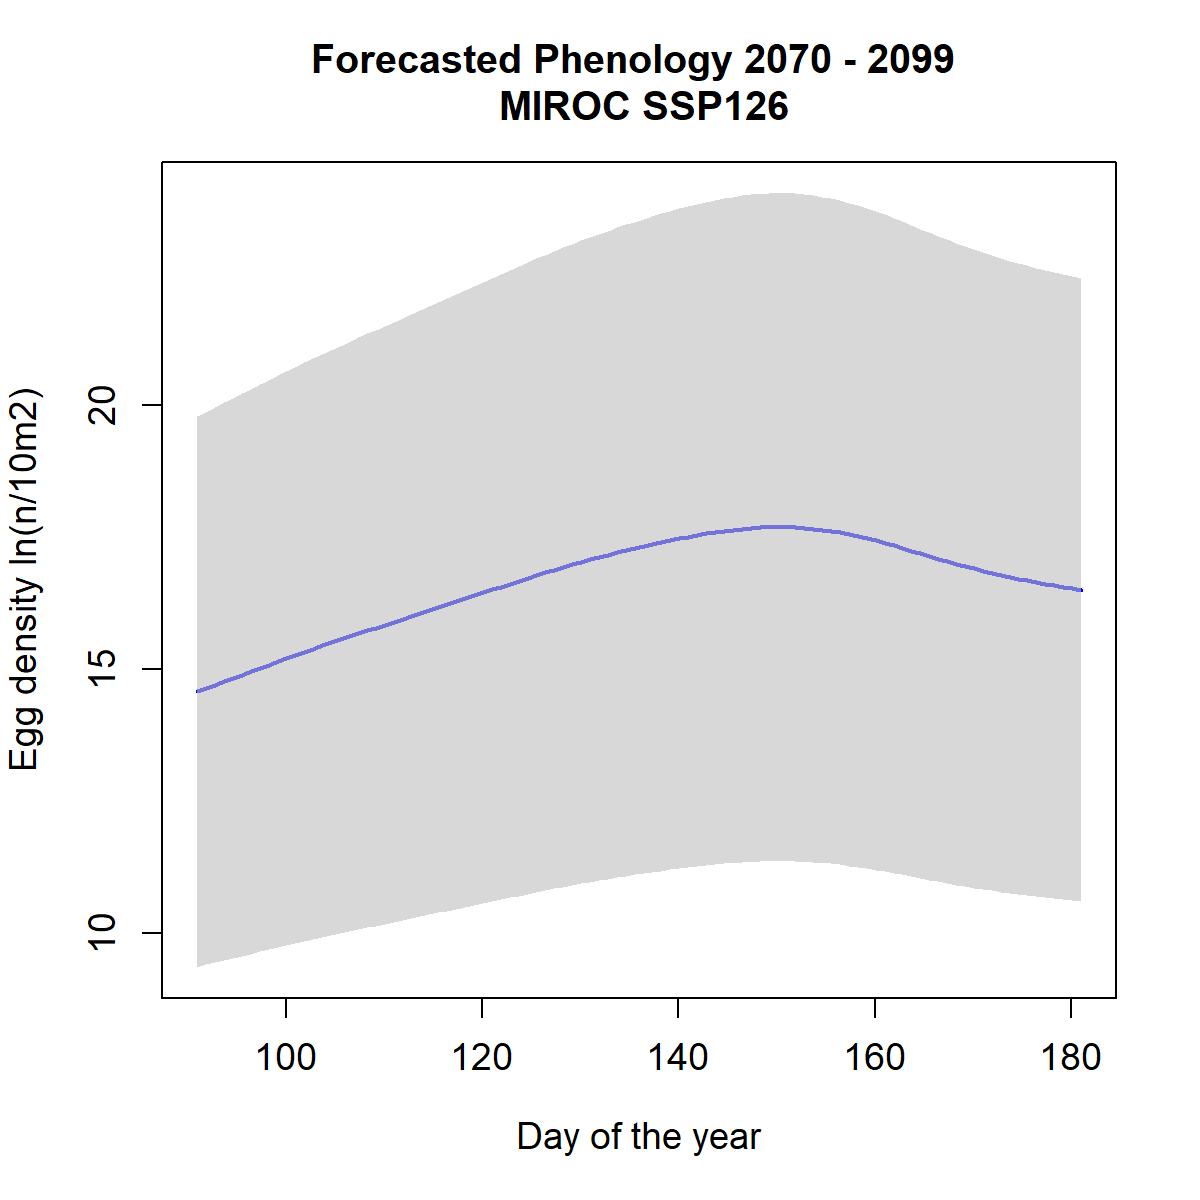 Forecasted Phenology 2070 - 2099
MIROC SSP126
Egg density ln(n/10m2)
20
15
10
100 120 140 160 180
Day of the year